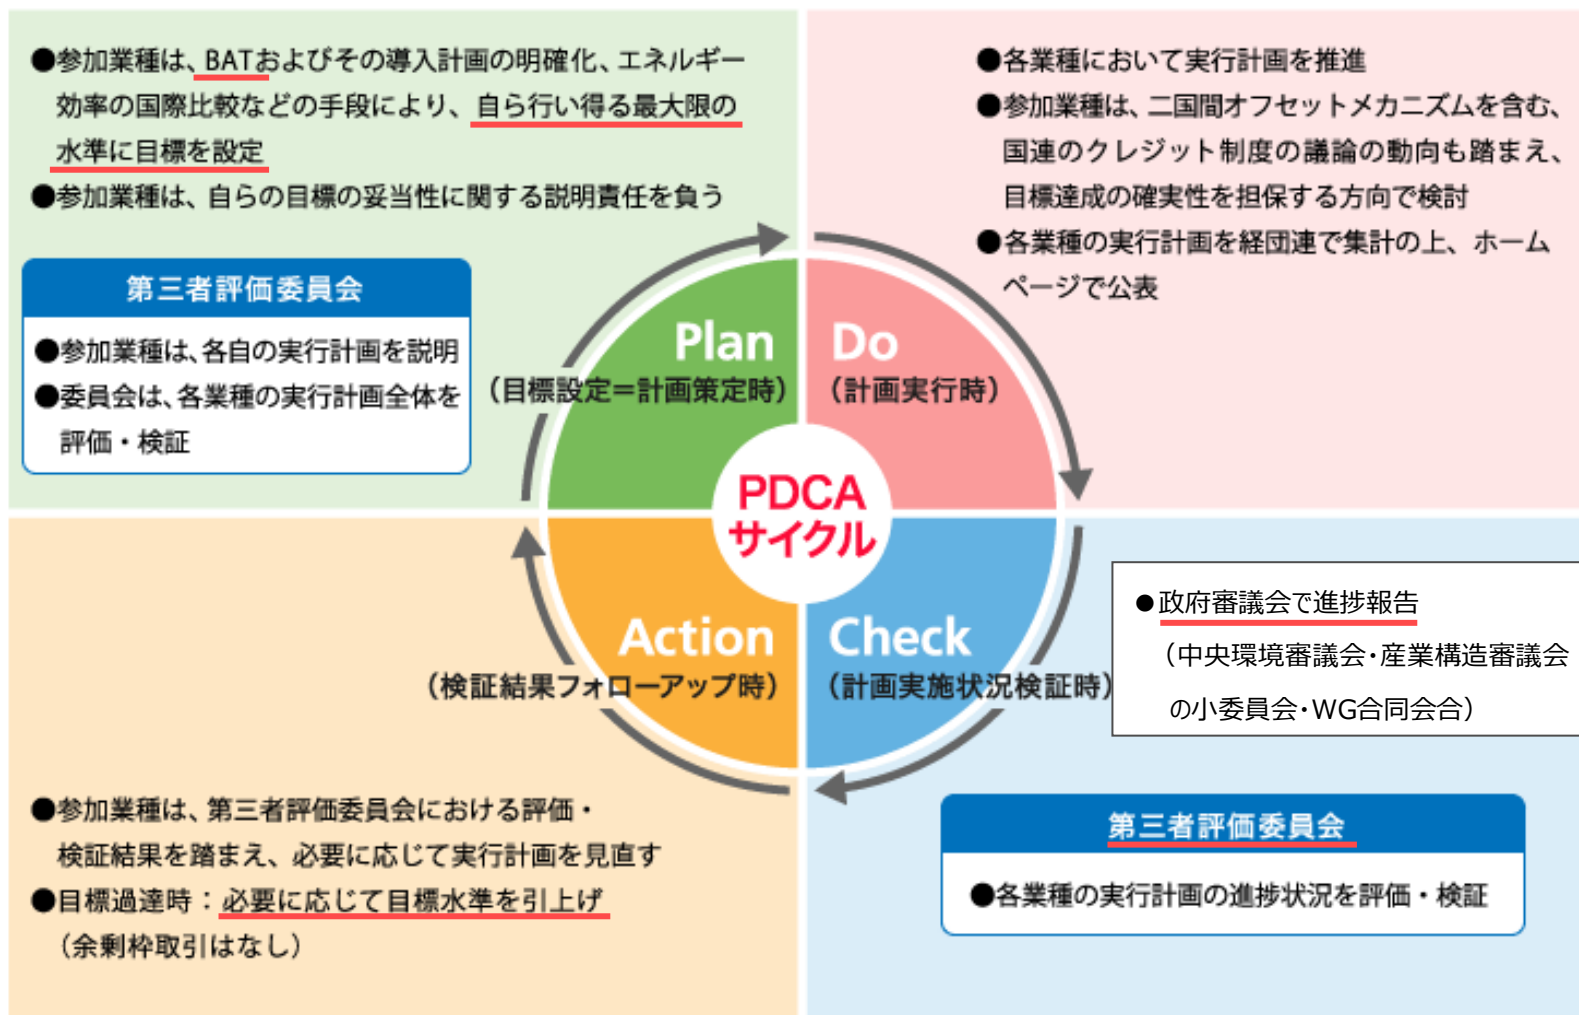 ●参加業種は、BATおよびその導入計画の明確化、エネルギー
効率の国際比較などの手段により、自ら行い得る最大限の
水準に目標を設定
●参加業種は、自らの目標の妥当性に関する説明責任を負う
第三者評価委員会
●参加業種は、各自の実行計画を説明
●委員会は、各業種の実行計画全体を
評価・検証
●各業種において実行計画を推進
●参加業種は、二国間オフセットメカニズムを含む、
国連のクレジット制度の議論の動向も踏まえ、
目標達成の確実性を担保する方向で検討
●各業種の実行計画を経団連で集計の上、ホーム
ページで公表
Plan
（目標設定＝計画策定時）
Do
（計画実行時）
PDCA
サイクル
Action
（検証結果フォローアップ時）
Check
（計画実施状況検証時）
●政府審議会で進捗報告
（中央環境審議会・産業構造審議会
の小委員会・WG合同会合）
第三者評価委員会
●各業種の実行計画の進捗状況を評価・検証
●参加業種は、第三者評価委員会における評価・
検証結果を踏まえ、必要に応じて実行計画を見直す
●目標過達時：必要に応じて目標水準を引上げ
（余剰枠取引はなし）